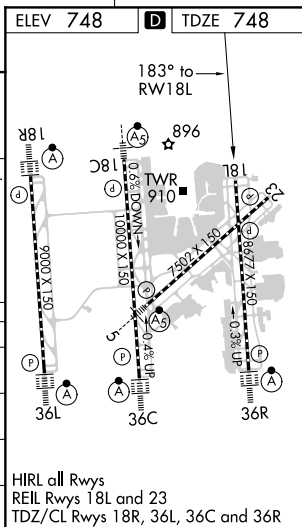 ELEV 748
D
TDZE 748
183° to
RW18L
18R
A
A5
896
18C
TWR
910
18L
23
P
P
P
P
0.6% DOWN
9000 X 150
10000 X 150
7502 X 150
8677 X 150
P
5
A5
P
P
P
0.4% UP
0.3% UP
A
A
A
36L
36C
36R
HIRL all Rwys
REIL Rwys 18L and 23
TDZ/CL Rwys 18R, 36L, 36C and 36R